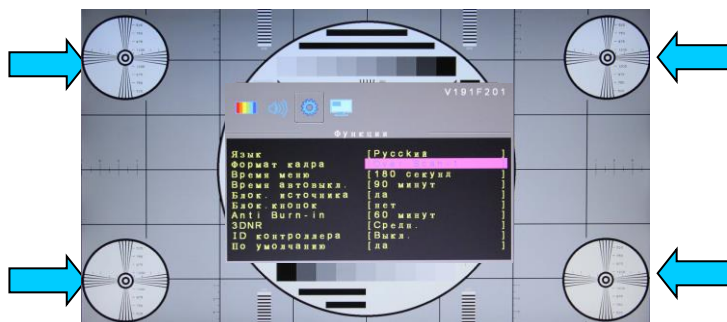 V191F201
Функции
Язык [Русский ]
Формат кадра
Время меню [180 секунд ]
Время автовыкл. [90 минут ]
Блок. источника [да ]
Блок.кнопок [нет ]
Anti Burn-in [60 минут ]
3DNR [Средн. ]
ID контроллера [Выкл. ]
По умолчанию [да ]